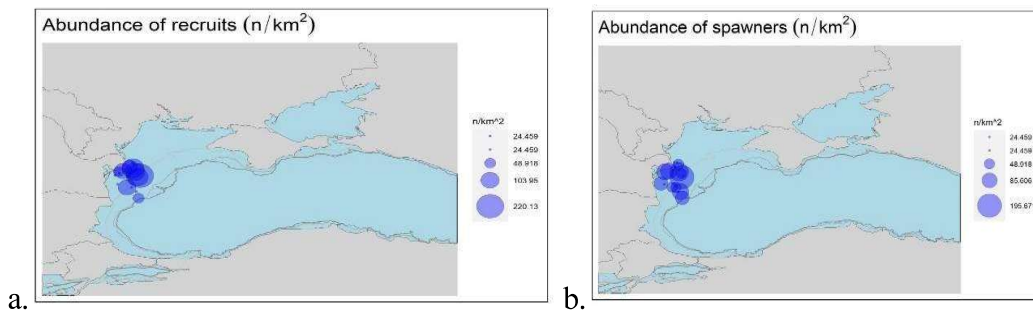 Abundance of recruits (n/km²)
n/km^2
24.459
24.459
48.918
103.95
220.13
a.
Abundance of spawners (n/km²)
n/km^2
24.459
24.459
48.918
85.606
195.67
b.